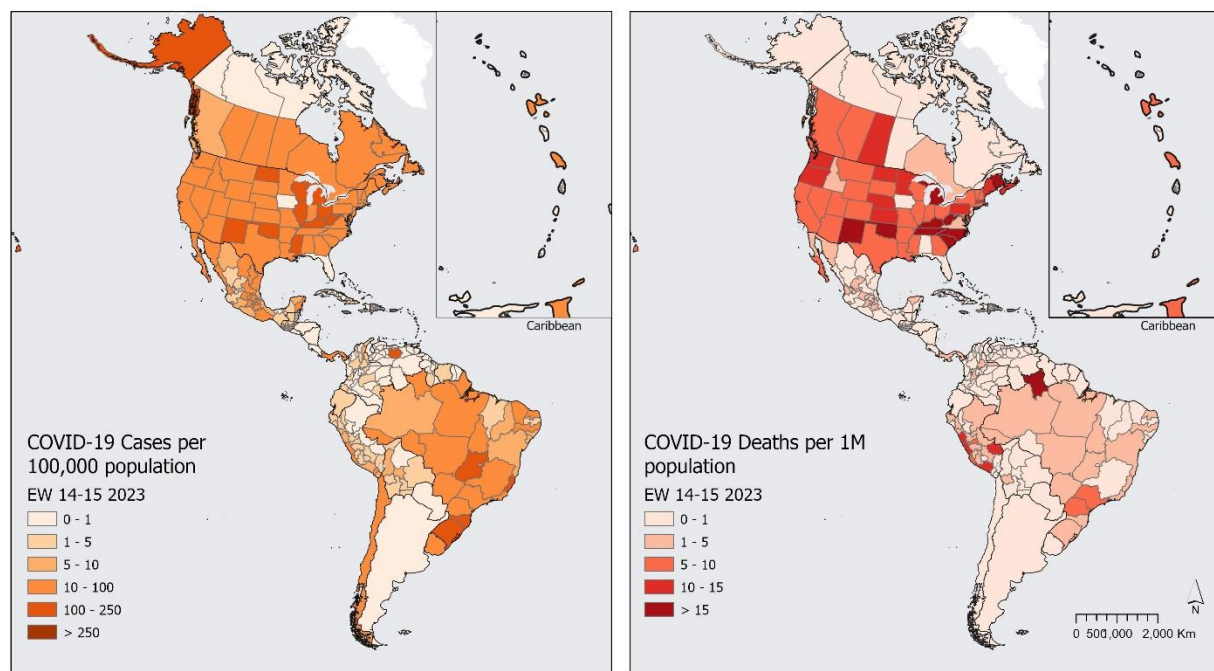 Caribbean
COVID-19 Cases per
100,000 population
EW 14-15 2023
0 - 1
1 - 5
5 - 10
10 - 100
100 - 250
> 250
Caribbean
COVID-19 Deaths per 1M
population
EW 14-15 2023
0 - 1
1 - 5
5 - 10
10 - 15
> 15
N
0 5001,000 2,000 Km